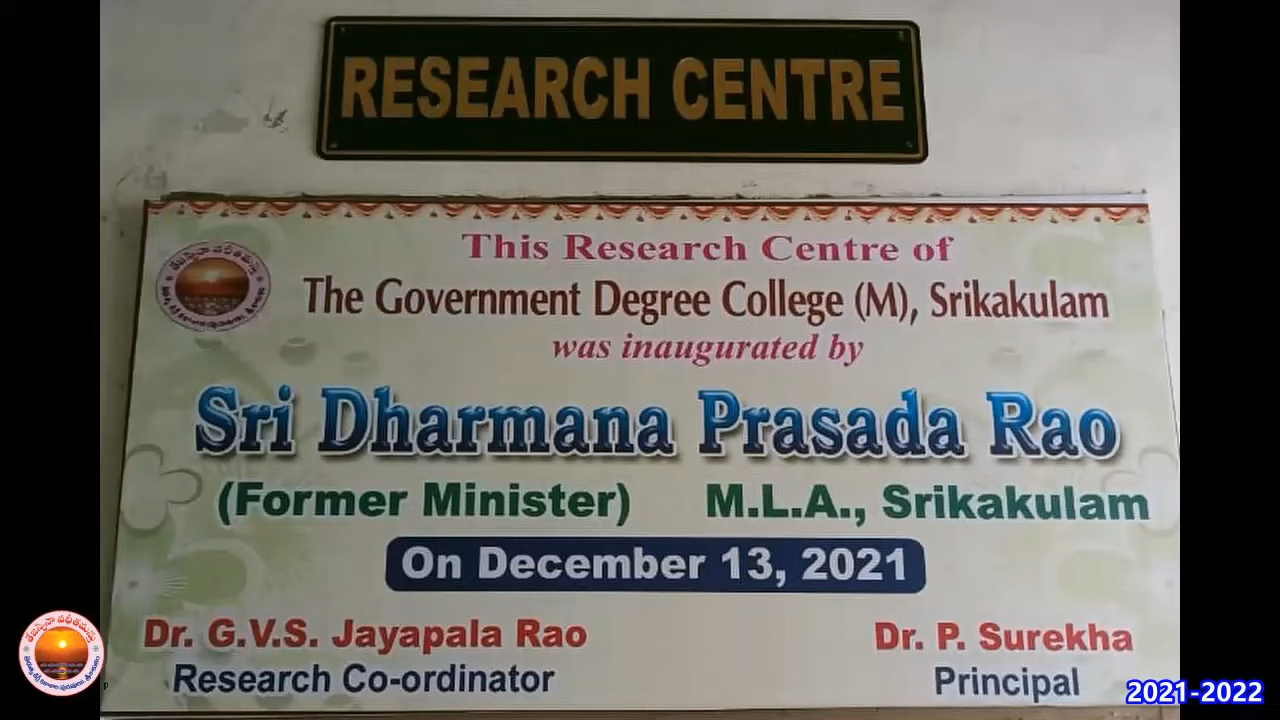 RESEARCH CENTRE
This Research Centre of
The Government Degree College (M), Srikakulam
was inaugurated by
Sri Dharmana Prasada Rao
(Former Minister) M.L.A., Srikakulam
On December 13, 2021
Dr. G.V.S. Jayapala Rao Dr. P. Surekha
Research Co-ordinator Principal
2021-2022